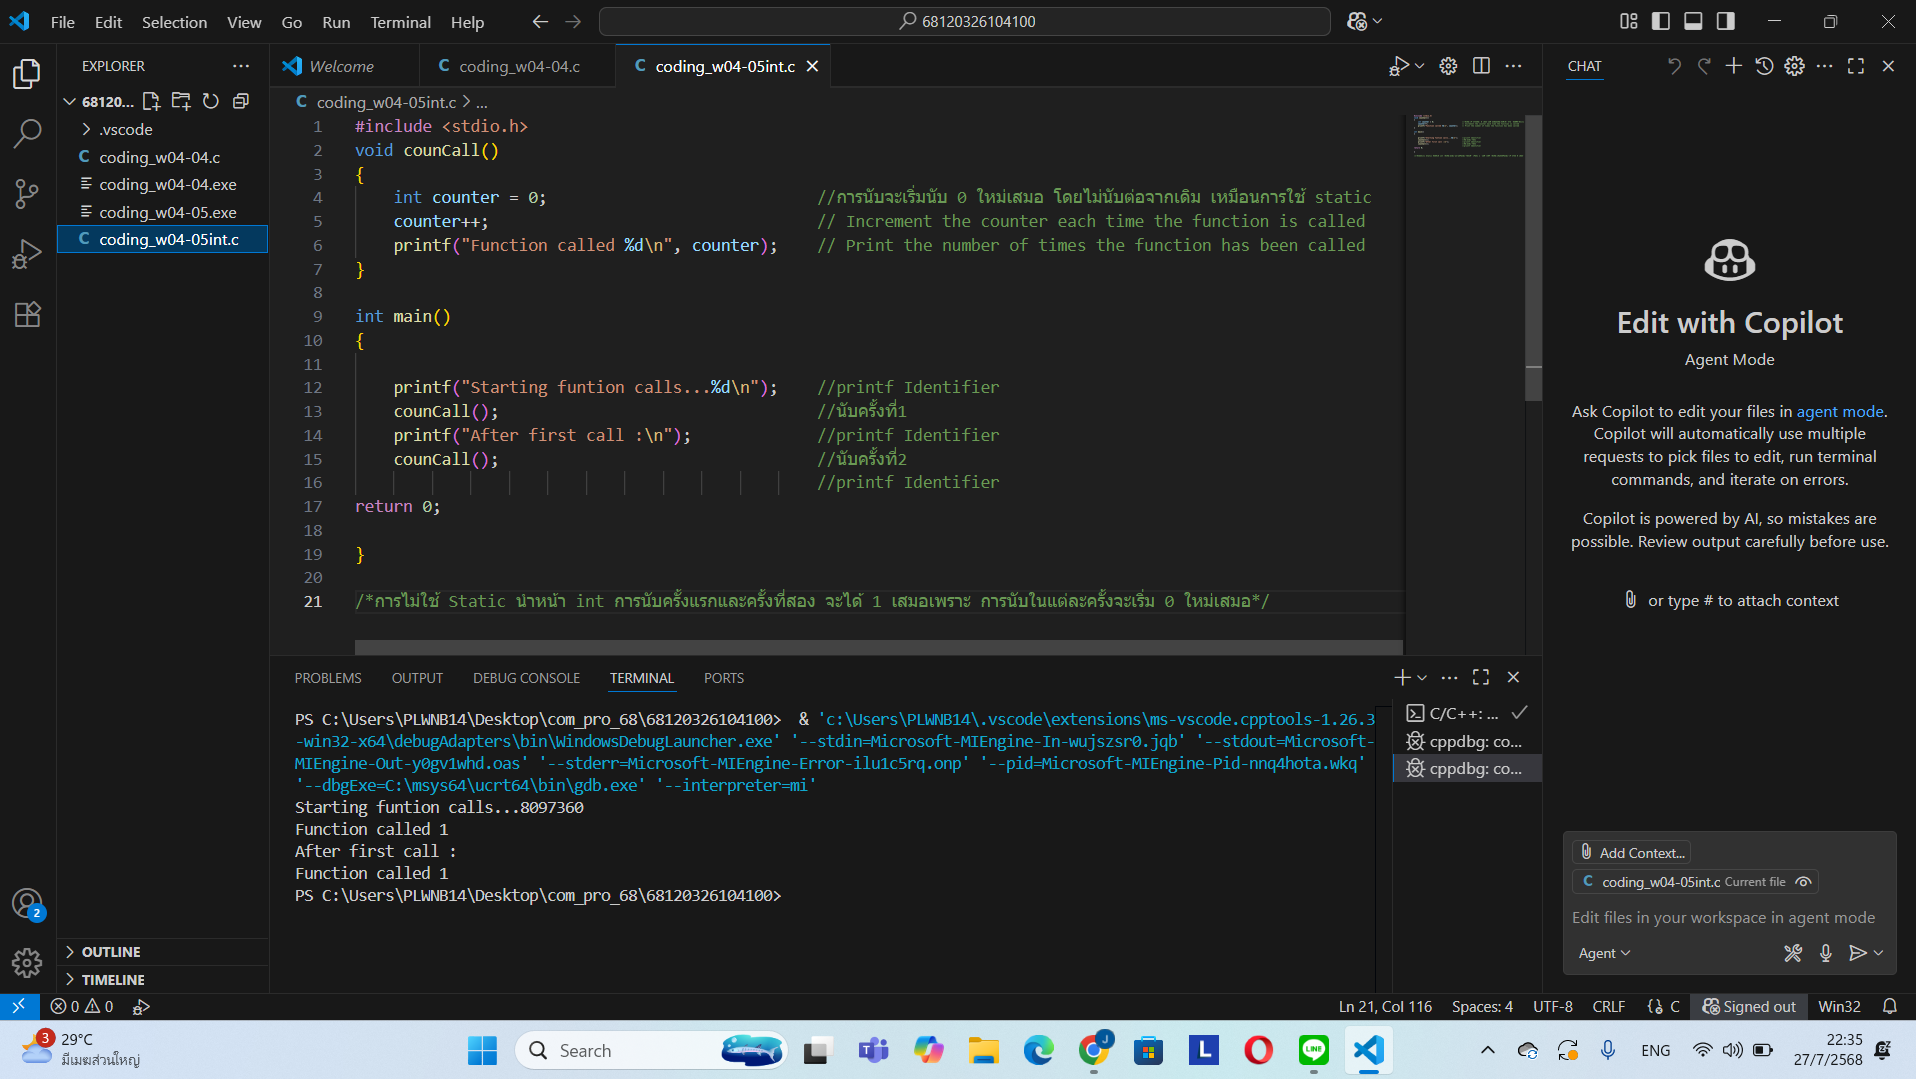 File Edit Selection View Go Run Terminal Help
68120326104100
EXPLORER
68120...
.vscode
C coding_w04-04.c
coding_w04-04.exe
coding_w04-05.exe
C coding_w04-05int.c
OUTLINE
TIMELINE
Welcome
C coding_w04-04.c
C coding_w04-05int.c
C coding_w04-05int.c > ...
1 #include <stdio.h>
2 void counCall()
3 {
4 int counter = 0; //การนับจะเริ่มนับ 0 ใหม่เสมอ โดยไม่นับต่อจากเดิม เหมือนการใช้ static
5 counter++; // Increment the counter each time the function is called
6 printf("Function called %d\n", counter); // Print the number of times the function has been called
7 }
8
9 int main()
10 {
11
12 printf("Starting funtion calls...%d\n"); //printf Identifier
13 counCall(); //นับครั้งที่1
14 printf("After first call :\n"); //printf Identifier
15 counCall(); //นับครั้งที่2
16 //printf Identifier
17 return 0;
18
19 }
20
21 /*การไม่ใช้ Static นำหน้า int การนับครั้งแรกและครั้งที่สอง จะได้ 1 เสมอเพราะ การนับในแต่ละครั้งจะเริ่ม 0 ใหม่เสมอ*/
PROBLEMS OUTPUT DEBUG CONSOLE TERMINAL PORTS
PS C:\Users\PLWNB14\Desktop\com_pro_68\68120326104100> & 'c:\Users\PLWNB14\.vscode\extensions\ms-vscode.cpptools-1.26.3
-win32-x64\debugAdapters\bin\WindowsDebugLauncher.exe' '--stdin=Microsoft-MIEngine-In-wujszsr0.jqb' '--stdout=Microsoft-
MIEngine-Out-y0gv1whd.oas' '--stderr=Microsoft-MIEngine-Error-ilu1c5rq.onp' '--pid=Microsoft-MIEngine-Pid-nnq4hota.wkq'
'--dbgExe=C:\msys64\ucrt64\bin\gdb.exe' '--interpreter=mi'
Starting funtion calls...8097360
Function called 1
After first call :
Function called 1
PS C:\Users\PLWNB14\Desktop\com_pro_68\68120326104100>
C/C++: ...
cppdbg: co...
cppdbg: co...
CHAT
Edit with Copilot
Agent Mode
Ask Copilot to edit your files in agent mode.
Copilot will automatically use multiple
requests to pick files to edit, run terminal
commands, and iterate on errors.
Copilot is powered by AI, so mistakes are
possible. Review output carefully before use.
or type # to attach context
Add Context...
C coding_w04-05int.c Current file
Edit files in your workspace in agent mode
Agent
2
0 0
Ln 21, Col 116 Spaces: 4 UTF-8 CRLF C Signed out Win32
3
29°C
มีเมฆส่วนใหญ่
Search
J
L
LINE
ENG
22:35
27/7/2568